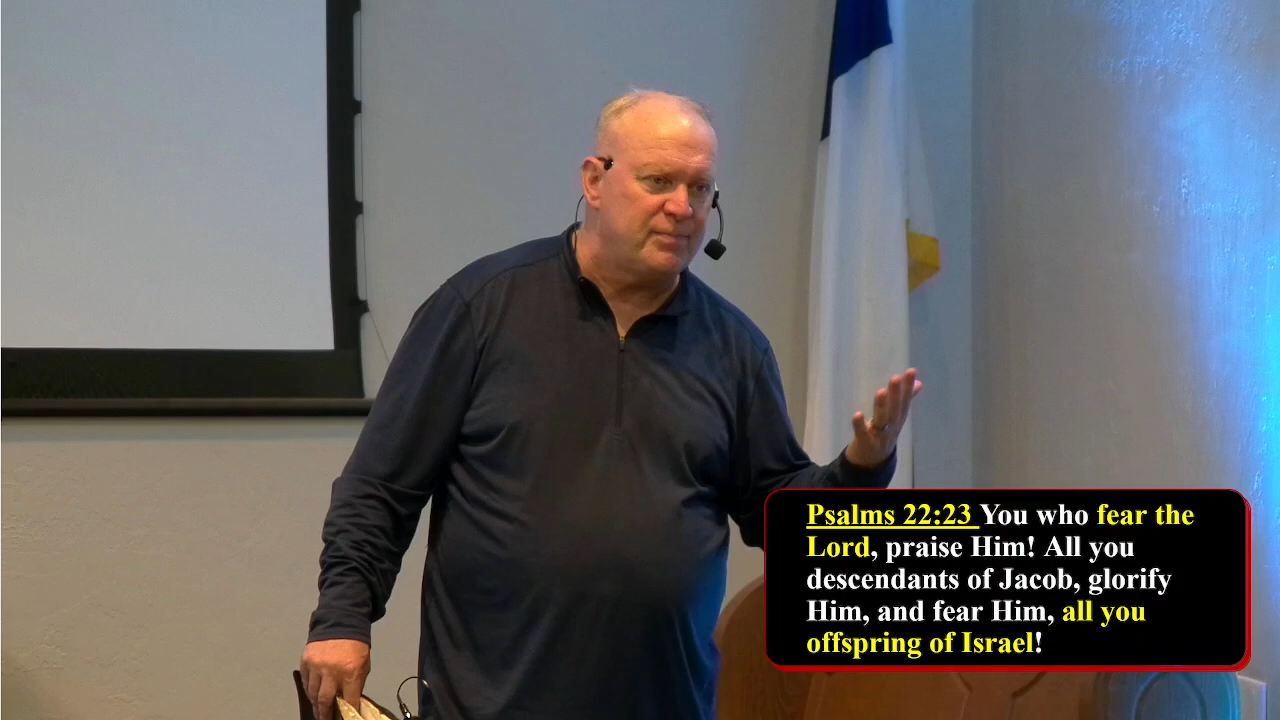 Psalms 22:23 You who fear the
Lord, praise Him! All you
descendants of Jacob, glorify
Him, and fear Him, all you
offspring of Israel!